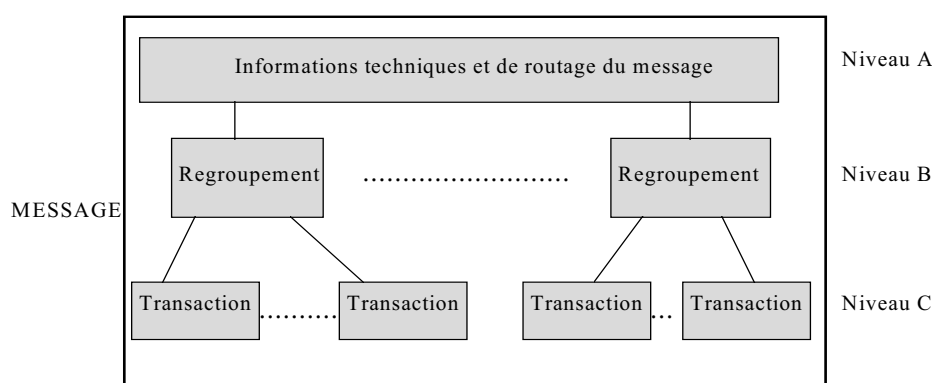 Informations techniques et de routage du message
Niveau A
Regroupement
..........................
Regroupement
Niveau B
MESSAGE
Transaction
..........
Transaction
Transaction
...
Transaction
Niveau C